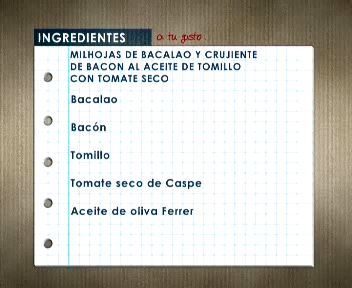 INGREDIENTES
a tu gusto
MILHOJAS DE BACALAO Y CRUJIENTE
DE BACON AL ACEITE DE TOMILLO
CON TOMATE SECO
Bacalao
Bacón
Tomillo
Tomate seco de Caspe
Aceite de oliva Ferrer